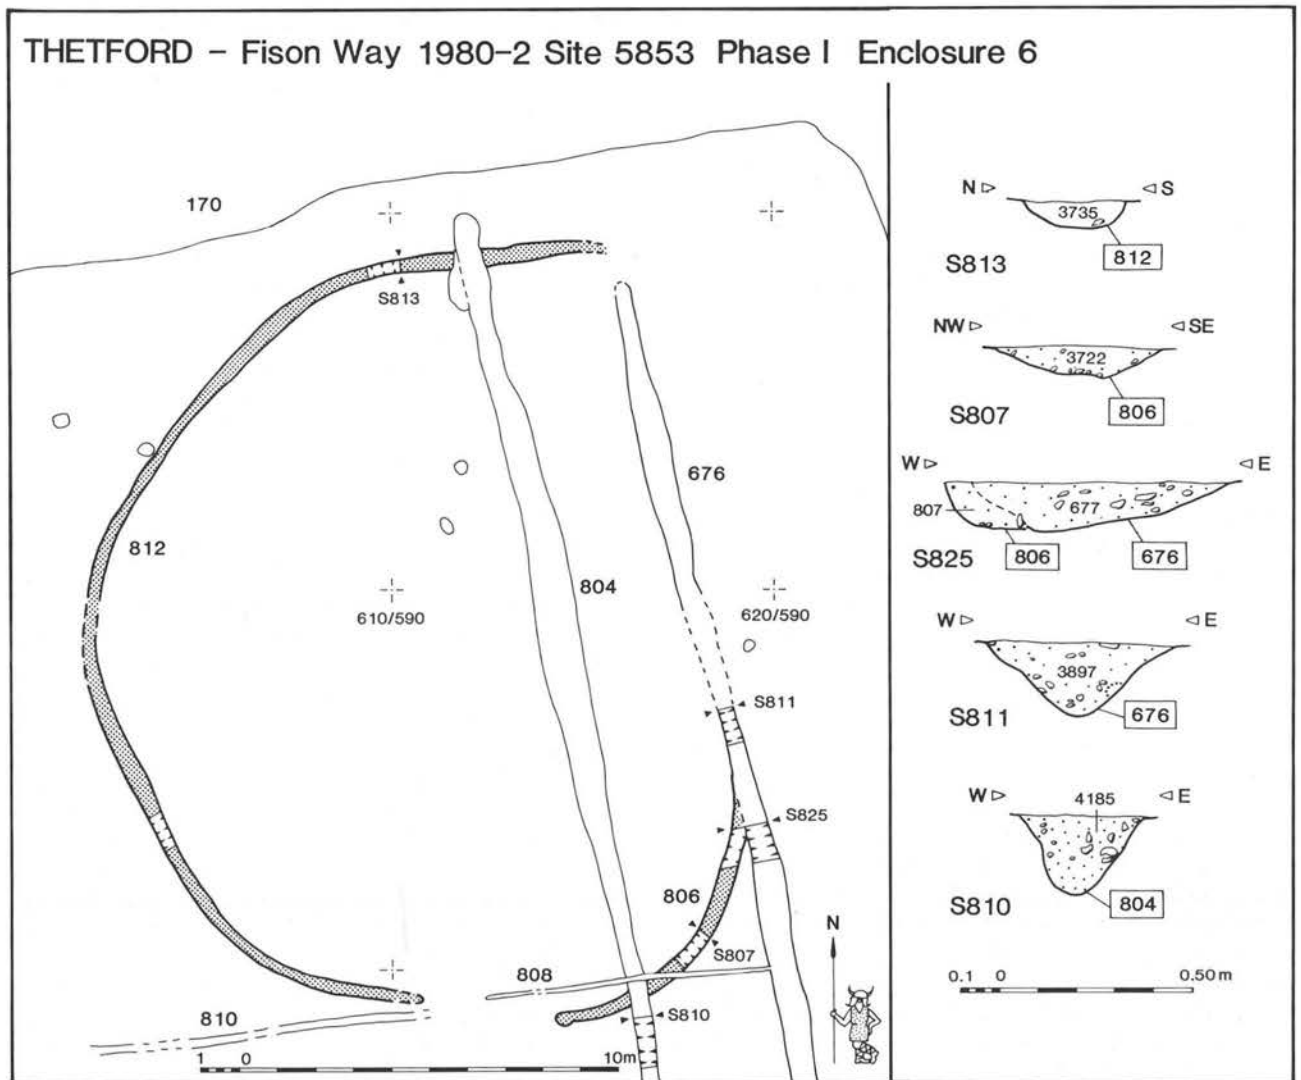 THETFORD – Fison Way 1980–2 Site 5853 Phase I Enclosure 6
170
S813
676
812
804
610/590
620/590
S811
S825
806
S807
808
810
S810
N
1 0 10m
N S
3735
812
S813
NW SE
3722
806
S807
W E
807
677
S825
806
676
W E
3897
S811
676
W E
4185
S810
804
0.1 0 0.50 m